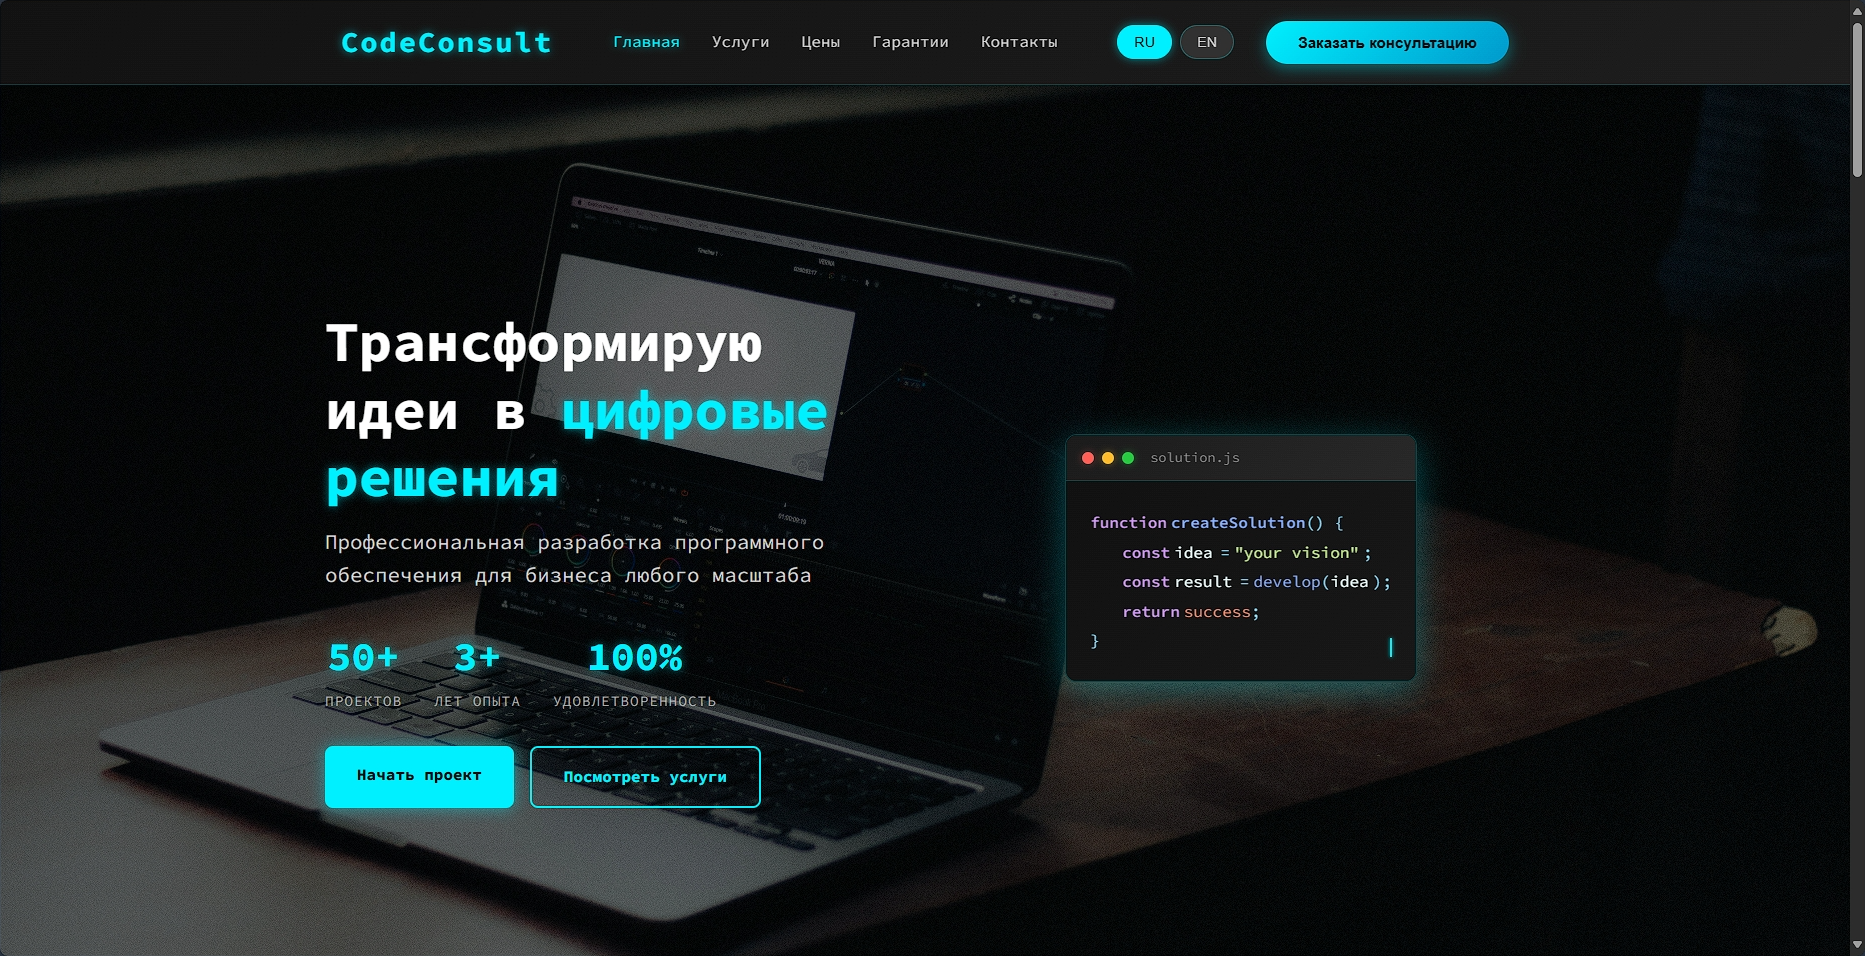 CodeConsult
Главная
Услуги
Цены
Гарантии
Контакты
RU
EN
Заказать консультацию
Трансформирую
идеи в цифровые
решения
Профессиональная разработка программного
обеспечения для бизнеса любого масштаба
50+
ПРОЕКТОВ
3+
ЛЕТ ОПЫТА
100%
УДОВЛЕТВОРЕННОСТЬ
Начать проект
Посмотреть услуги
solution.js
function createSolution() {
const idea = "your vision" ;
const result = develop(idea );
return success;
}